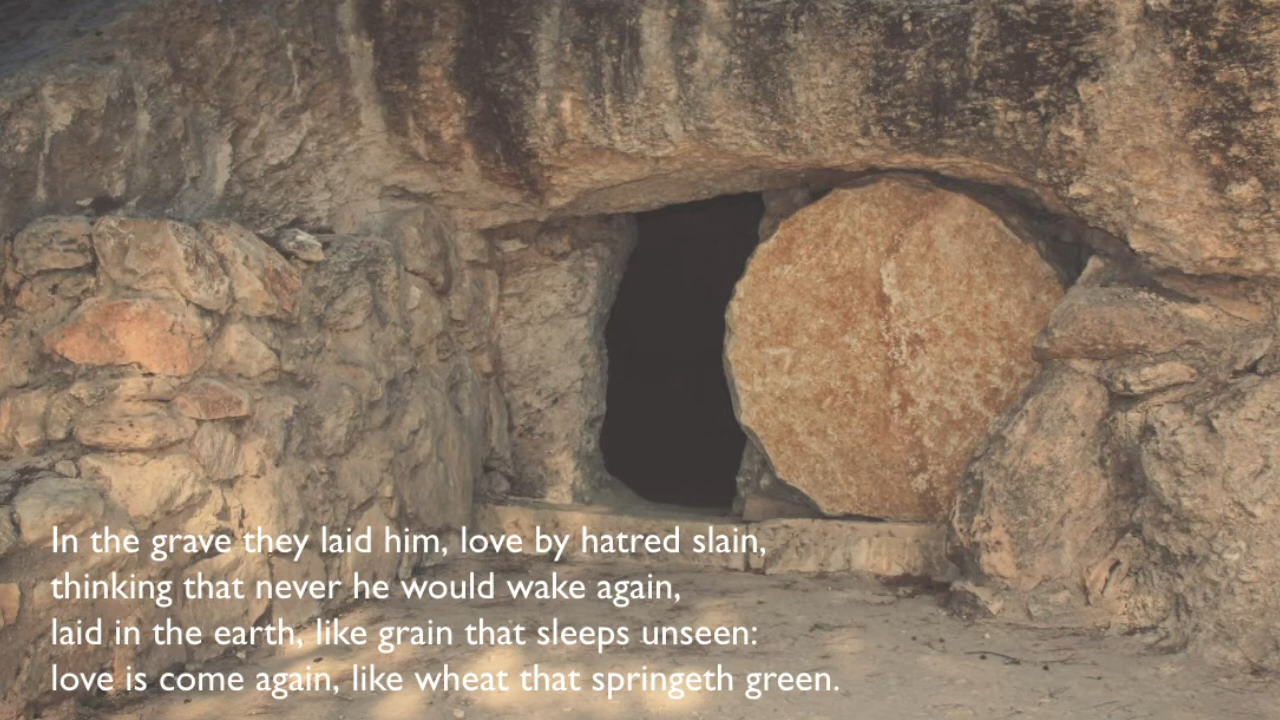 In the grave they laid him, love by hatred slain,
thinking that never he would wake again,
laid in the earth, like grain that sleeps unseen:
love is come again, like wheat that springeth green.